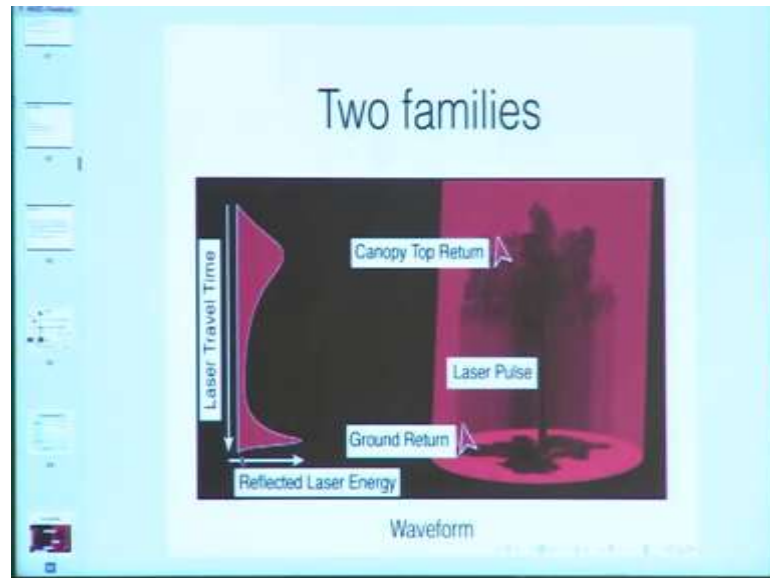 Two families
Canopy Top Return
Laser Travel Time
Laser Pulse
Ground Return
Reflected Laser Energy
Waveform